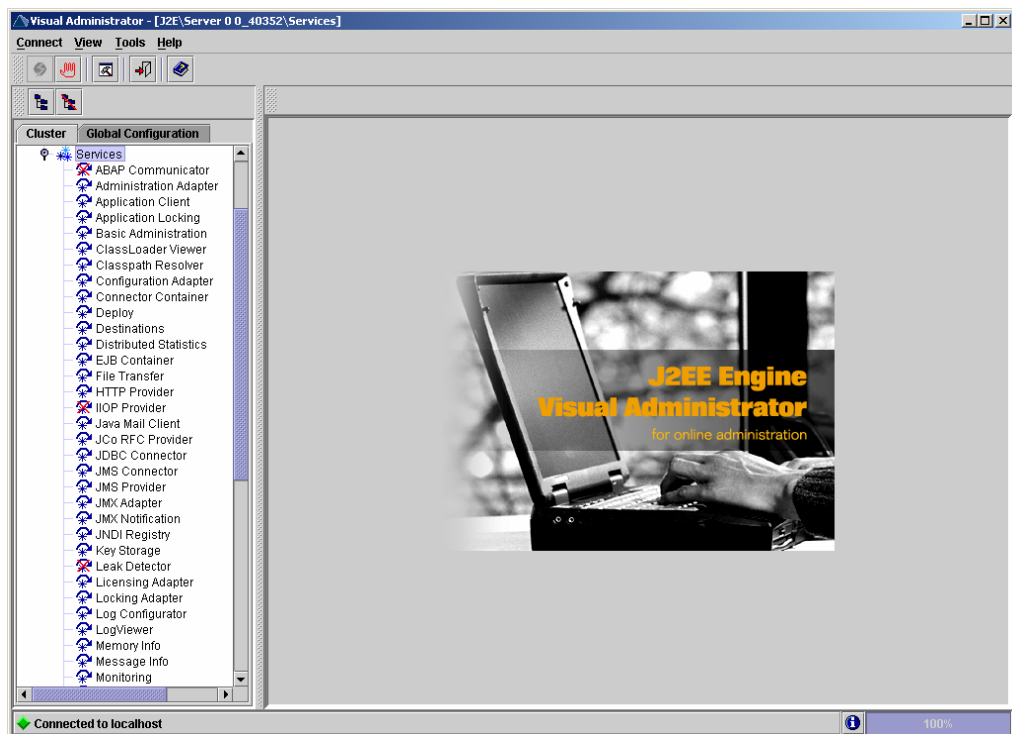 Visual Administrator - [J2E\Server 0 0_40352\Services]
Connect View Tools Help
Cluster Global Configuration
Services
ABAP Communicator
Administration Adapter
Application Client
Application Locking
Basic Administration
ClassLoader Viewer
Classpath Resolver
Configuration Adapter
Connector Container
Deploy
Destinations
Distributed Statistics
EJB Container
File Transfer
HTTP Provider
IIOP Provider
Java Mail Client
JCo RFC Provider
JDBC Connector
JMS Connector
JMS Provider
JMX Adapter
JMX Notification
JNDI Registry
Key Storage
Leak Detector
Licensing Adapter
Locking Adapter
Log Configurator
LogViewer
Memory Info
Message Info
Monitoring
J2EE Engine
Visual Administrator
for online administration
Connected to localhost
100%